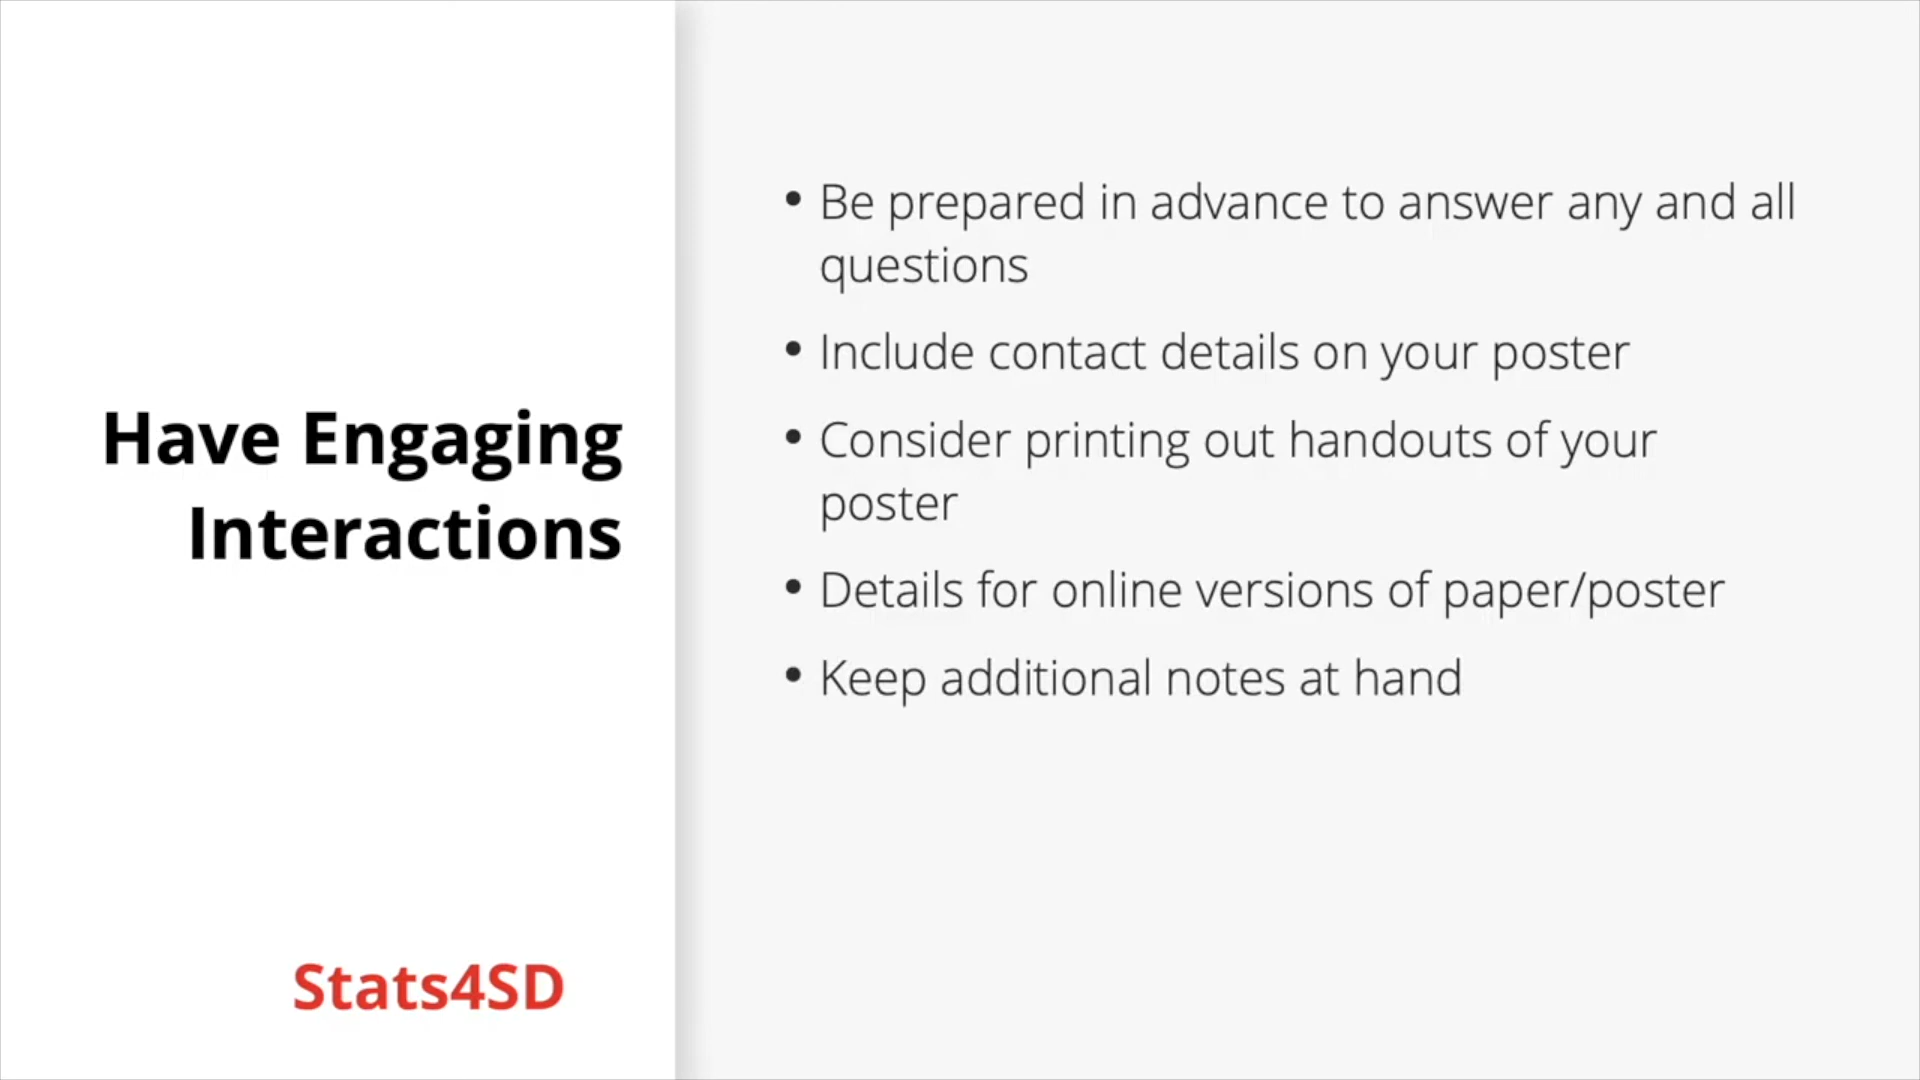 Have Engaging
Interactions
Stats4SD
• Be prepared in advance to answer any and all
questions
• Include contact details on your poster
• Consider printing out handouts of your
poster
• Details for online versions of paper/poster
• Keep additional notes at hand